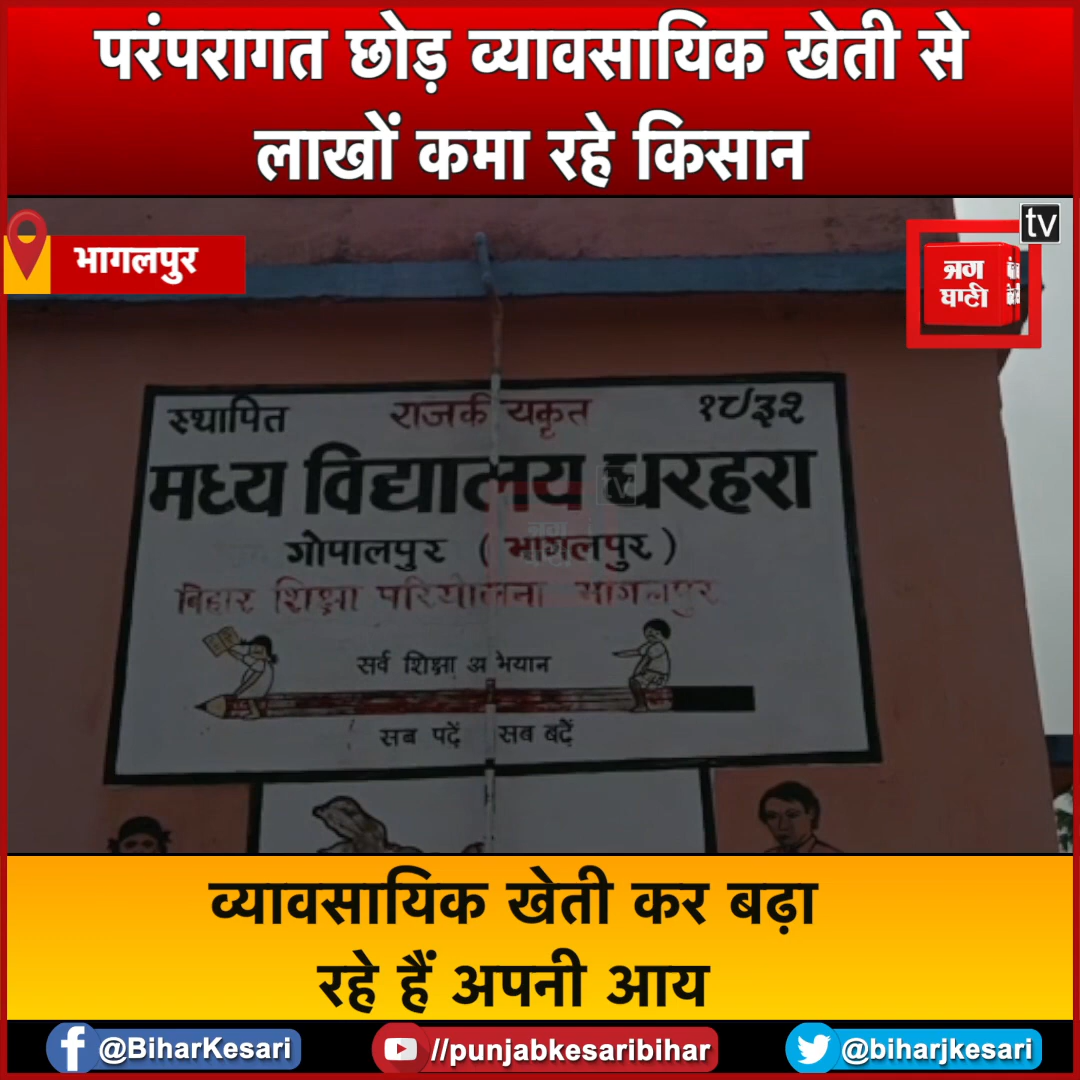 परंपरागत छोड़ व्यावसायिक खेती से
लाखों कमा रहे किसान
tv
भागलपुर
स्थापित राजकीयकृत १८३२
मध्य विद्यालय धरहरा
गोपालपुर ( भागलपुर )
बिहार शिक्षा परियोजना भागलपुर
सर्व शिक्षा अभियान
सब पढ़ें सब बढ़ें
व्यावसायिक खेती कर बढ़ा
रहे हैं अपनी आय
@BiharKesari //punjabkesaribihar @biharjkesari